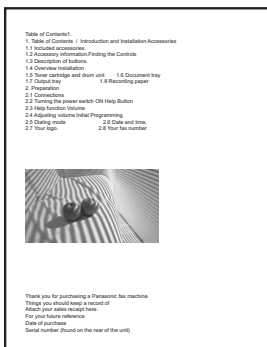 Table of Contents1.
1. Table of Contents / Introduction and Installation Accessories
1.1 Included accessories.
1.2 Accessory information.Finding the Controls
1.3 Description of buttons.
1.4 Overview Installation
1.5 Toner cartridge and drum unit 1.6 Document tray
1.7 Output tray 1.8 Recording paper
2. Preparation
2.1 Connections
2.2 Turning the power switch ON Help Button
2.3 Help function Volume
2.4 Adjusting volume Initial Programming
2.5 Dialing mode 2.6 Date and time.
2.7 Your logo. 2.8 Your fax number
Thank you for purchasing a Panasonic fax machine.
Things you should keep a record of
Attach your sales receipt here.
For your future reference
Date of purchase
Serial number (found on the rear of the unit)